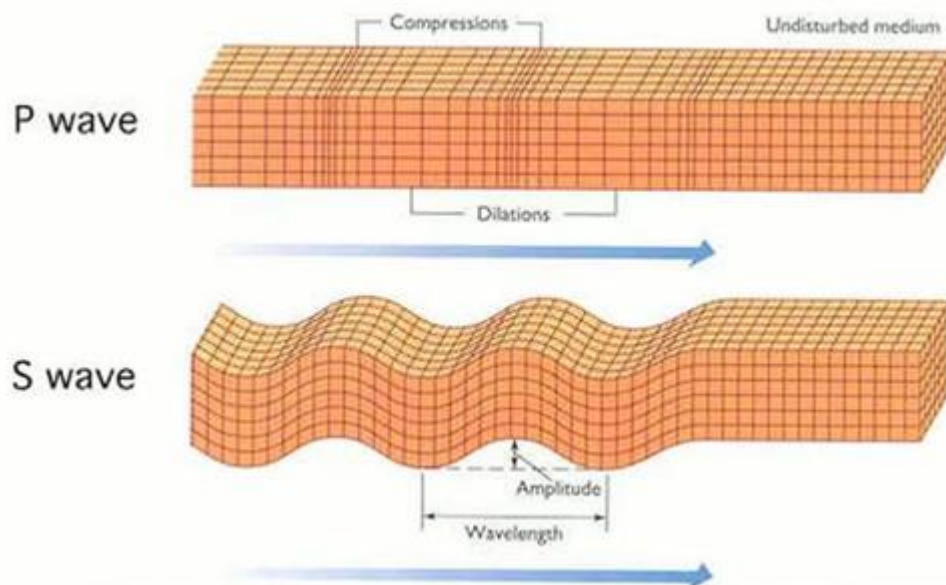 Compressions
Undisturbed medium
P wave
Dilations
S wave
Amplitude
Wavelength